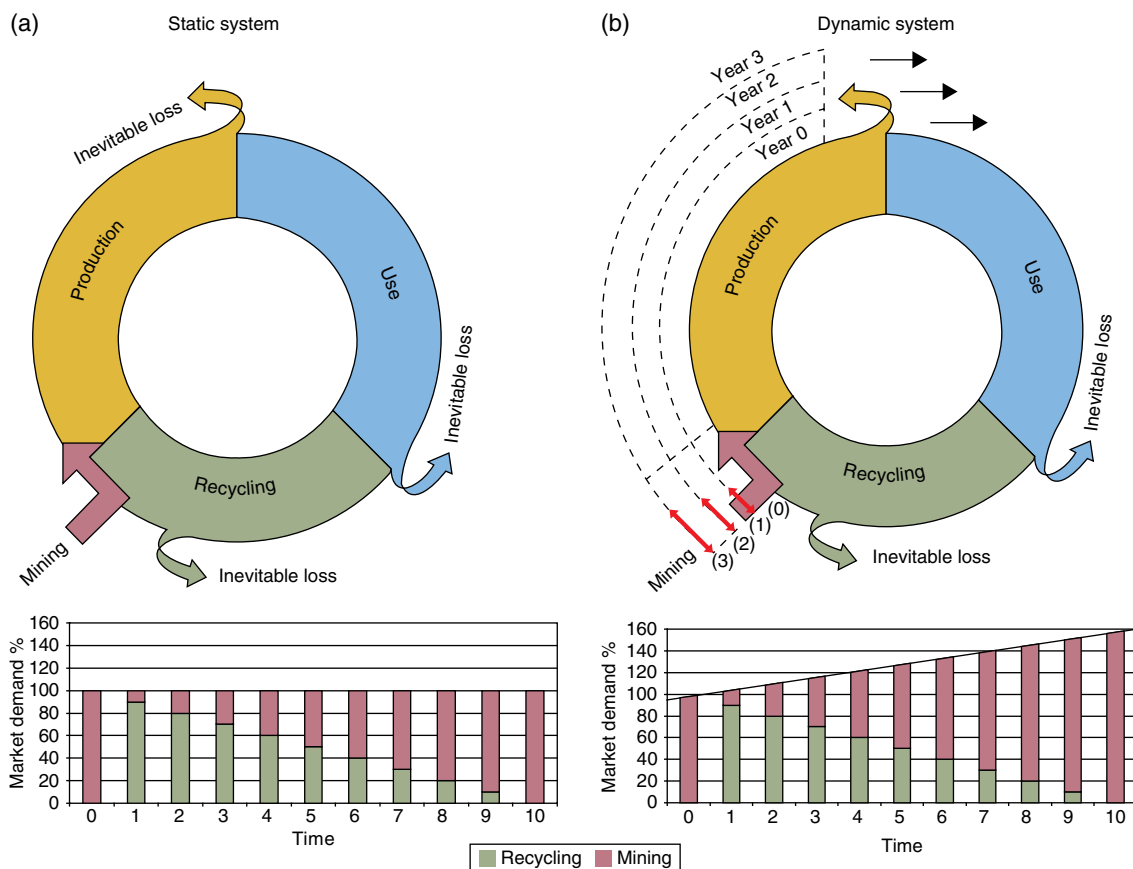 (a)
Static system
Inevitable loss
Production
Use
Inevitable loss
Recycling
Mining
Inevitable loss
Market demand %
160
140
120
100
80
60
40
20
0
0 1 2 3 4 5 6 7 8 9 10
Time
(b)
Dynamic system
Year 3
Year 2
Year 1
Year 0
Production
Use
Inevitable loss
Recycling
(0)
(1)
(2)
(3)
Mining
Inevitable loss
Market demand %
160
140
120
100
80
60
40
20
0
0 1 2 3 4 5 6 7 8 9 10
Time
Recycling Mining